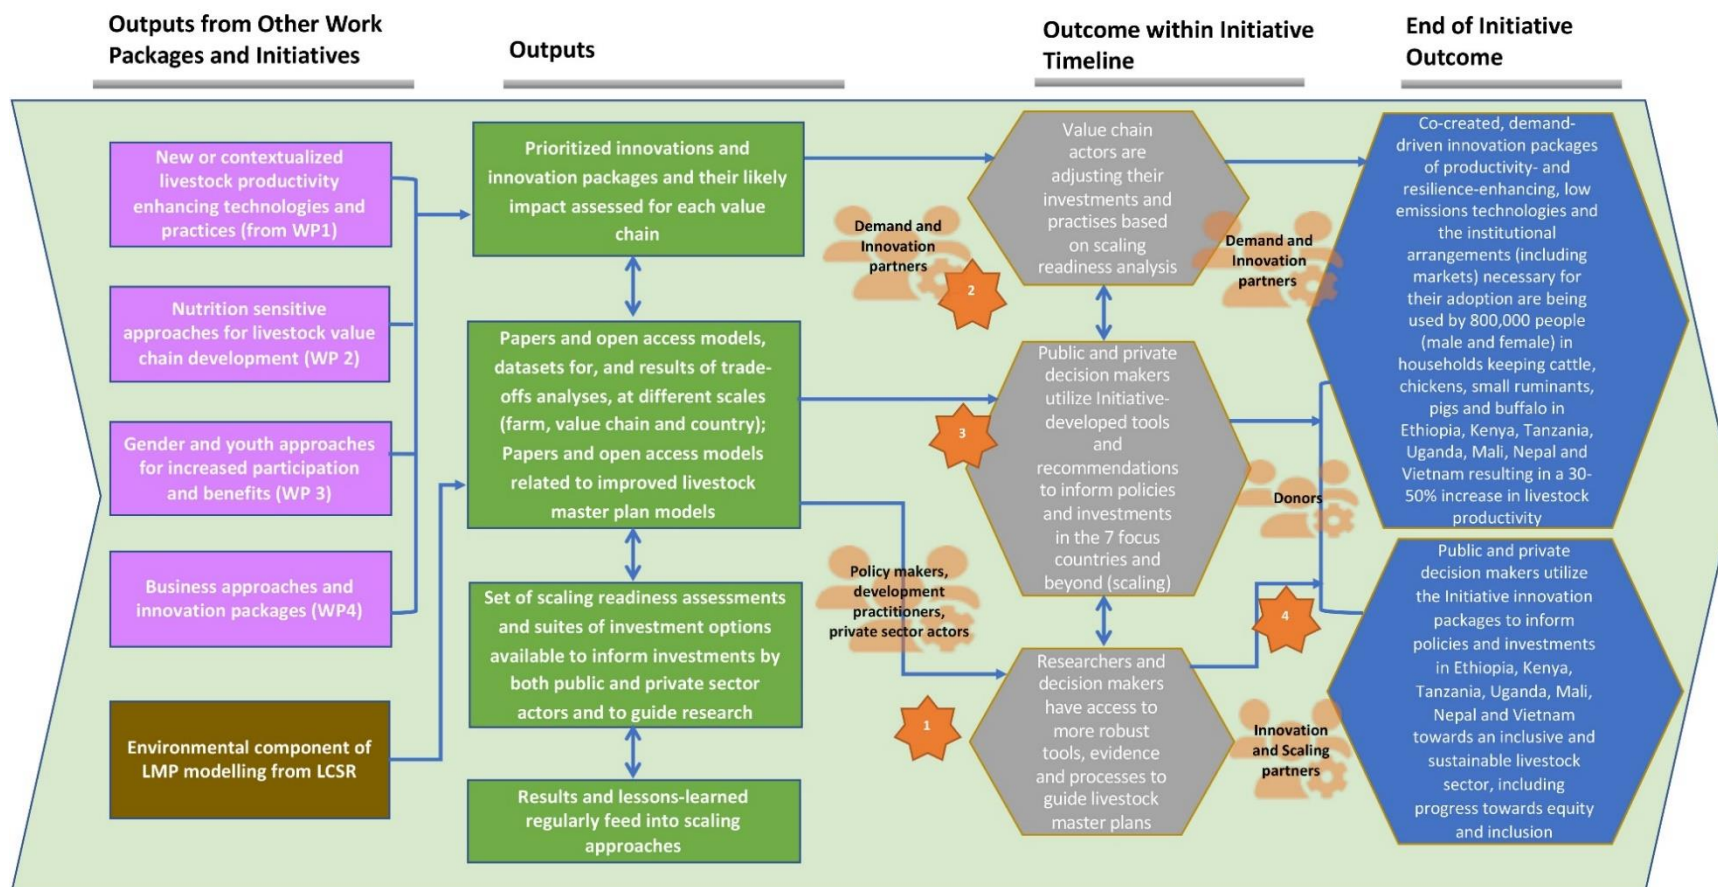 Outputs from Other Work
Packages and Initiatives
Outputs
Outcome within Initiative
Timeline
End of Initiative
Outcome
New or contextualized
livestock productivity
enhancing technologies and
practices (from WP1)
Nutrition sensitive
approaches for livestock value
chain development (WP 2)
Gender and youth approaches
for increased participation
and benefits (WP 3)
Business approaches and
innovation packages (WP4)
Environmental component of
LMP modelling from LCSR
Prioritized innovations and
innovation packages and their likely
impact assessed for each value
chain
Papers and open access models,
datasets for, and results of trade-
offs analyses, at different scales
(farm, value chain and country);
Papers and open access models
related to improved livestock
master plan models
Set of scaling readiness assessments
and suites of investment options
available to inform investments by
both public and private sector
actors and to guide research
Results and lessons-learned
regularly feed into scaling
approaches
Demand and
Innovation
partners
2
3
Policy makers,
development
practitioners,
private sector actors
1
Value chain
actors are
adjusting their
investments and
practises based
on scaling
readiness analysis
Public and private
decision makers
utilize Initiative-
developed tools
and
recommendations
to inform policies
and investments
in the 7 focus
countries and
beyond (scaling)
Researchers and
decision makers
have access to
more robust
tools, evidence
and processes to
guide livestock
master plans
Demand and
Innovation
partners
Donors
4
Innovation
and Scaling
partners
Co-created, demand-
driven innovation packages
of productivity- and
resilience-enhancing, low
emissions technologies and
the institutional
arrangements (including
markets) necessary for
their adoption are being
used by 800,000 people
(male and female) in
households keeping cattle,
chickens, small ruminants,
pigs and buffalo in
Ethiopia, Kenya, Tanzania,
Uganda, Mali, Nepal and
Vietnam resulting in a 30-
50% increase in livestock
productivity
Public and private
decision makers utilize
the Initiative innovation
packages to inform
policies and investments
in Ethiopia, Kenya,
Tanzania, Uganda, Mali,
Nepal and Vietnam
towards an inclusive and
sustainable livestock
sector, including
progress towards equity
and inclusion